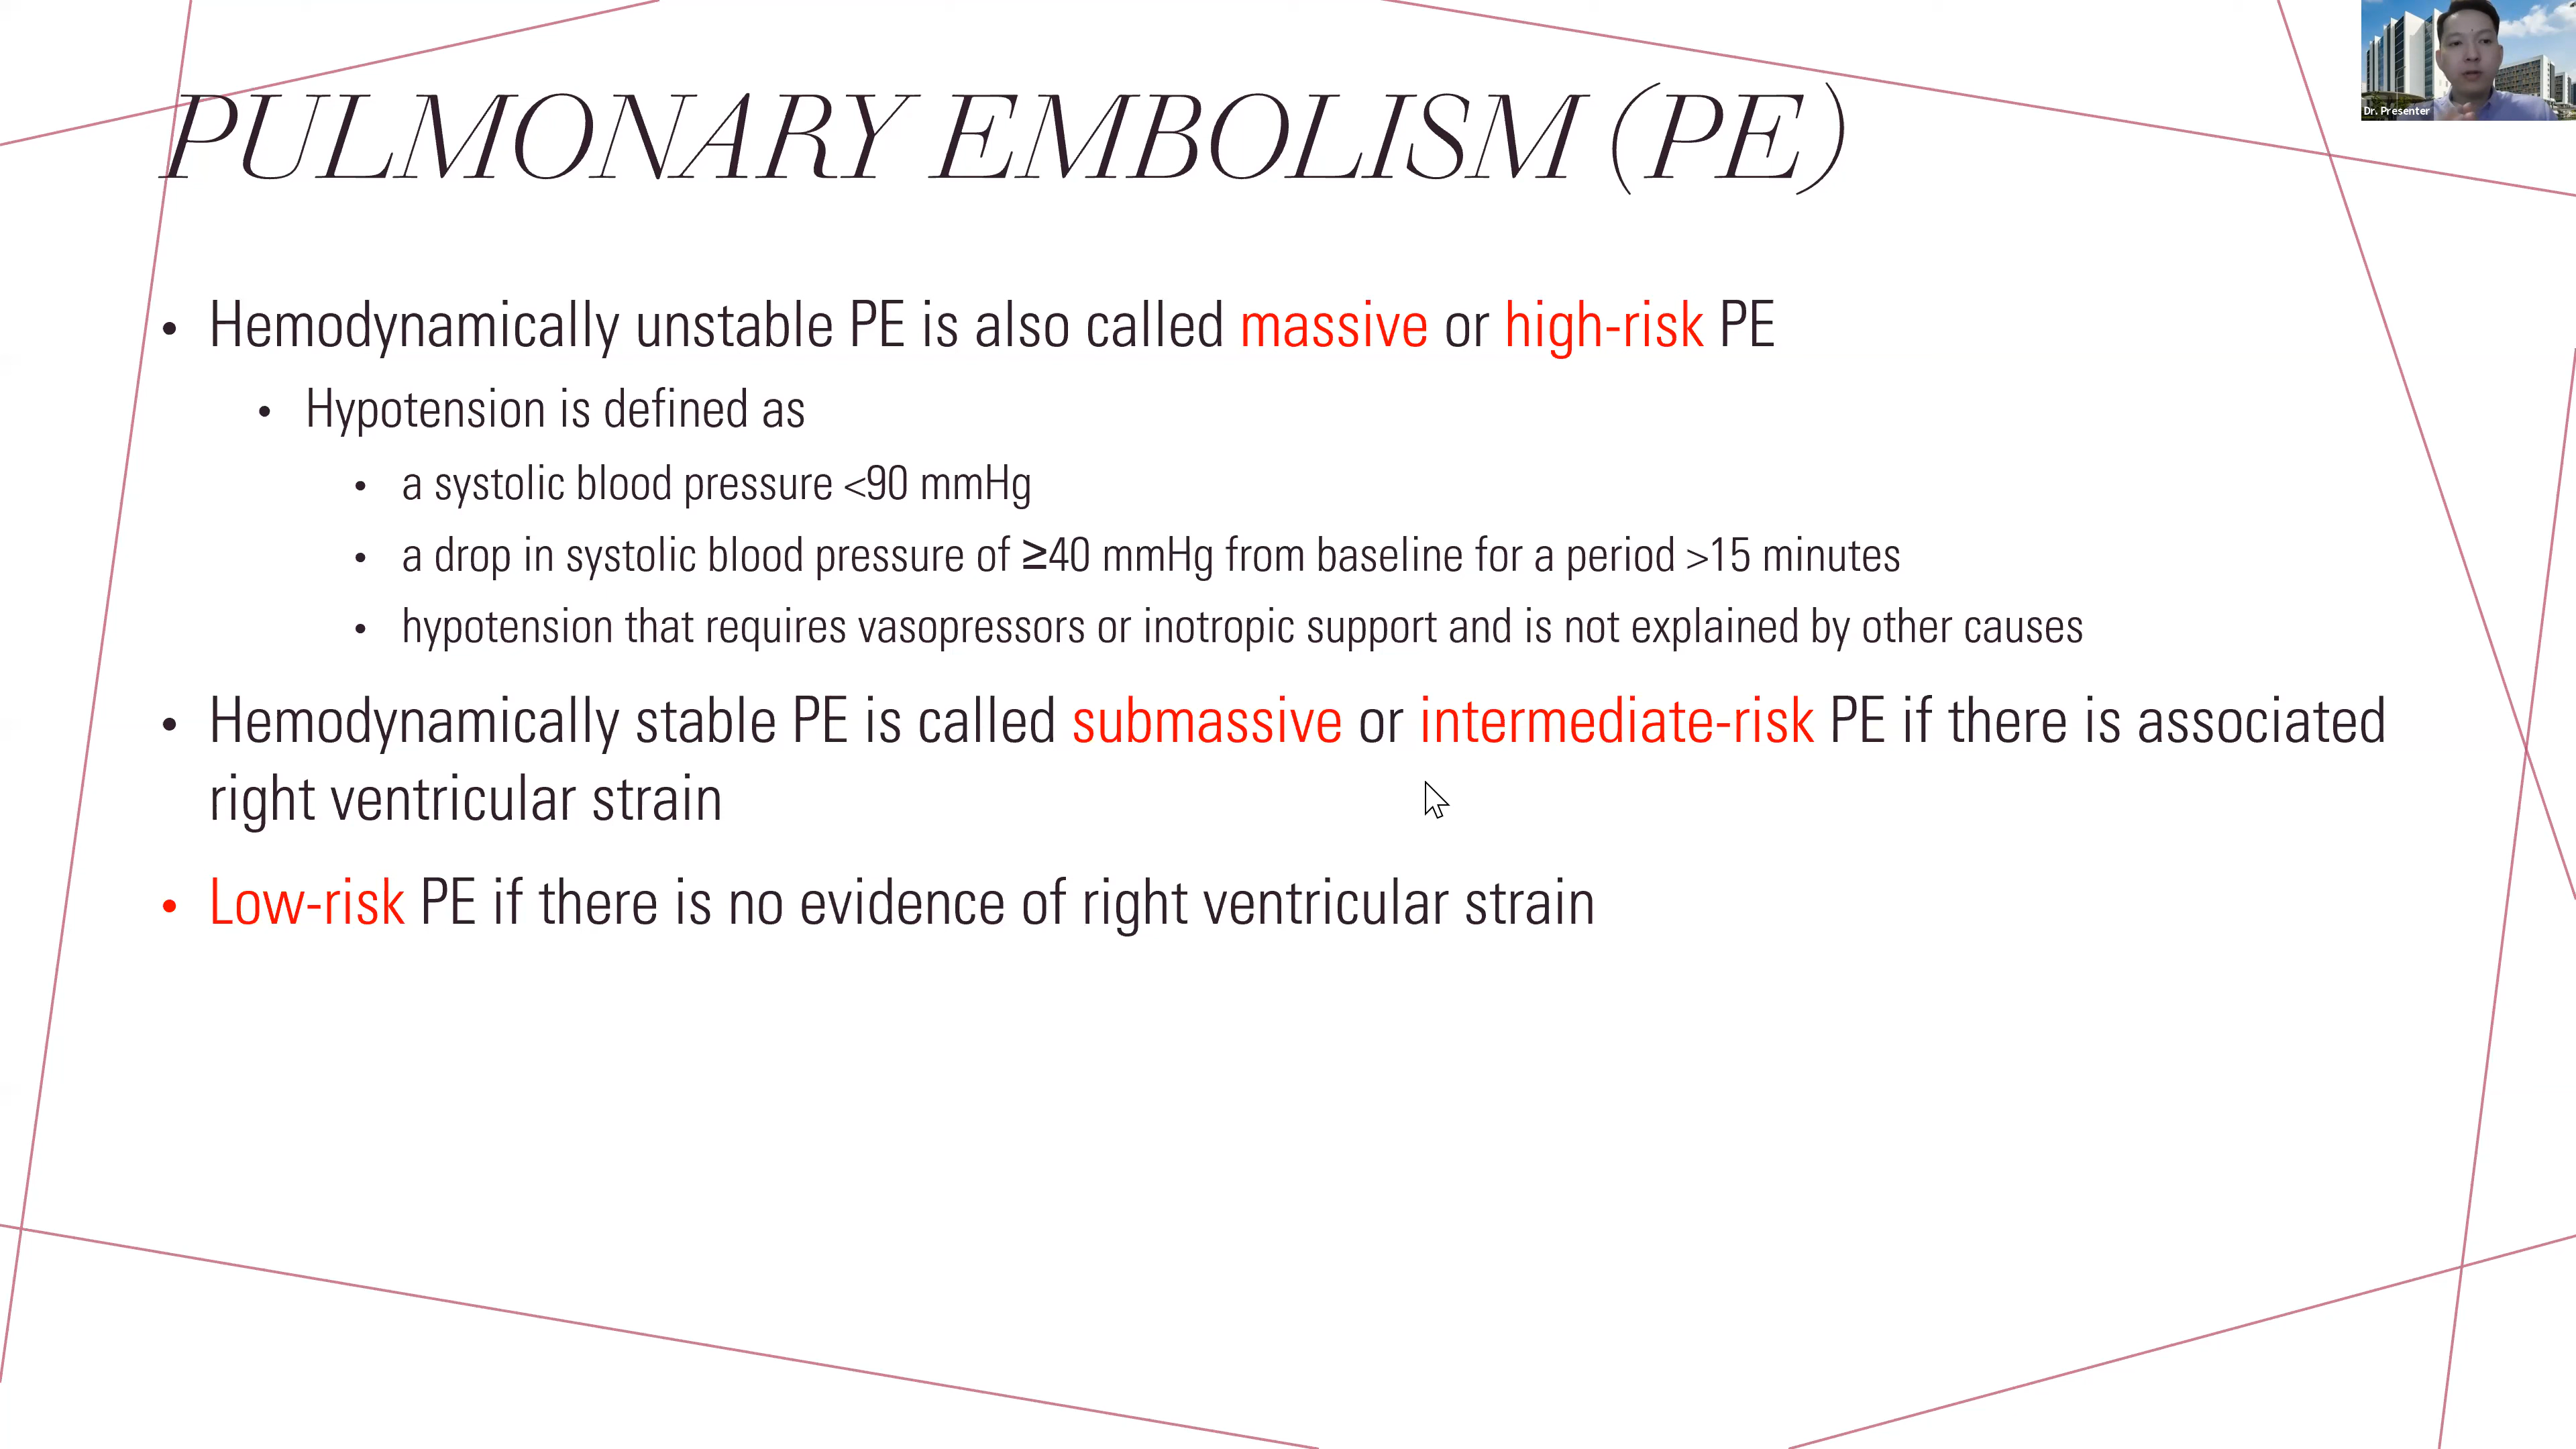 PULMONARY EMBOLISM (PE)
Dr. Presenter
• Hemodynamically unstable PE is also called massive or high-risk PE
• Hypotension is defined as
• a systolic blood pressure <90 mmHg
• a drop in systolic blood pressure of ≥40 mmHg from baseline for a period >15 minutes
• hypotension that requires vasopressors or inotropic support and is not explained by other causes
• Hemodynamically stable PE is called submassive or intermediate-risk PE if there is associated
right ventricular strain
• Low-risk PE if there is no evidence of right ventricular strain